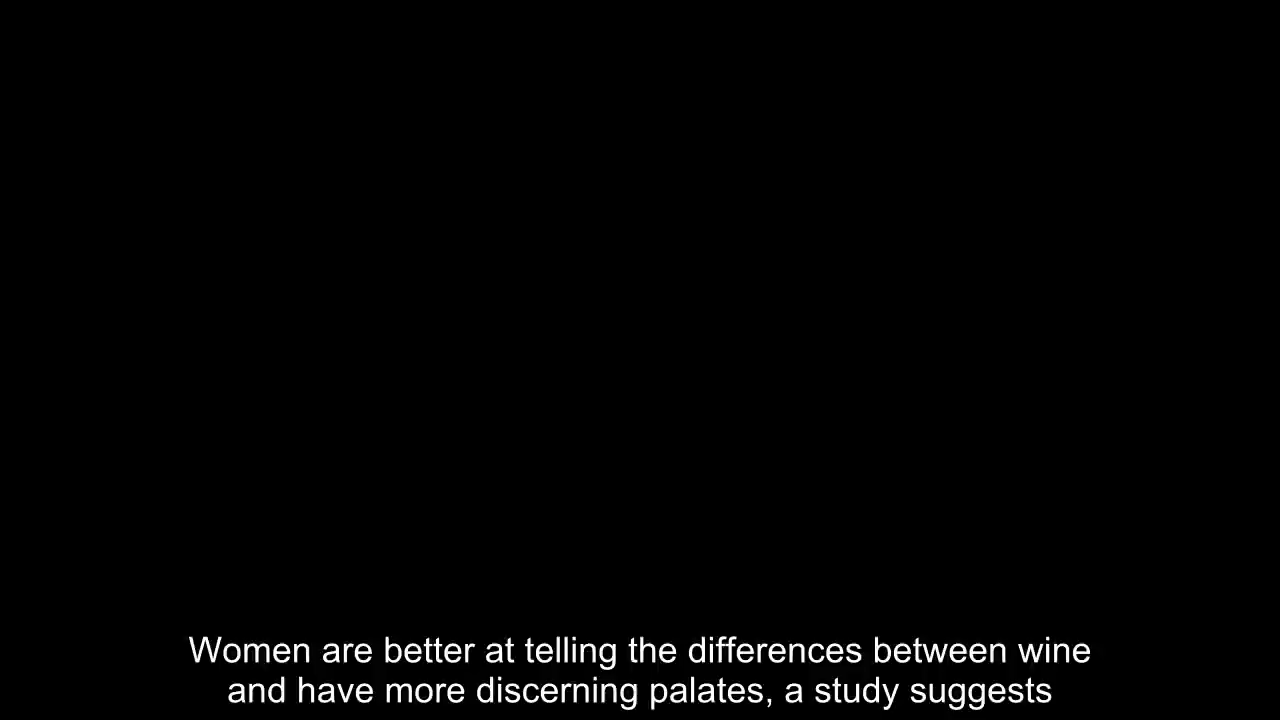 Women are better at telling the differences between wine
and have more discerning palates, a study suggests